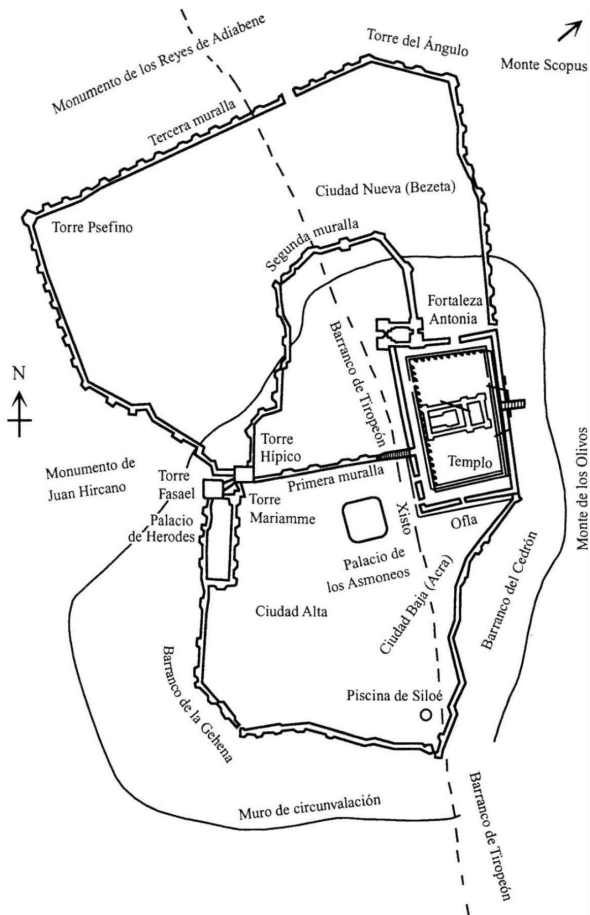 Monumento de los Reyes de Adiabene
Torre del Ángulo
Monte Scopus
Tercera muralla
Ciudad Nueva (Bezeta)
Torre Psefino
Segunda muralla
Fortaleza
Antonia
Barranco de Tiropeón
N
Torre
Hípico
Templo
Monte de los Olivos
Monumento de
Juan Hircano
Torre
Fasael
Primera muralla
Torre
Mariamme
Xisto
Ofla
Palacio
de Herodes
Palacio de
los Asmoneos
Ciudad Baja (Acra)
Barranco del Cedrón
Ciudad Alta
Barranco de la Gehena
Piscina de Siloé
Muro de circunvalación
Barranco de Tiropeón